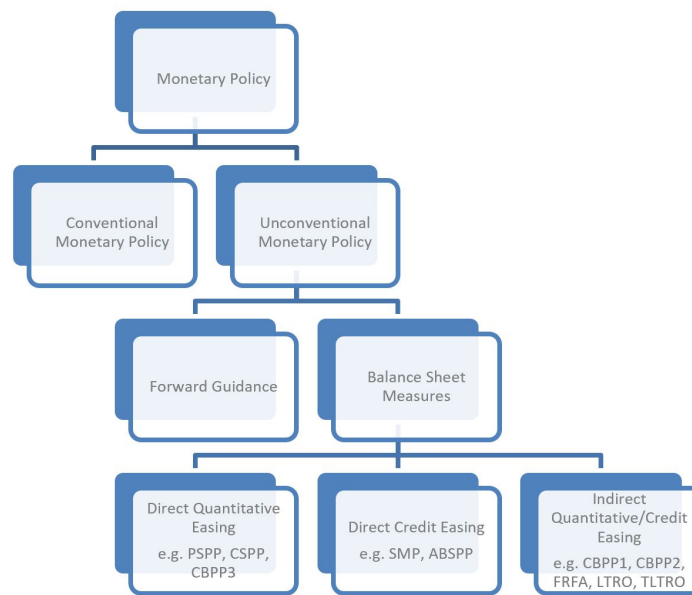 Monetary Policy
Conventional
Monetary Policy
Unconventional
Monetary Policy
Forward Guidance
Balance Sheet
Measures
Direct Quantitative
Easing
e.g. PSPP, CSPP,
CBPP3
Direct Credit Easing
e.g. SMP, ABSPP
Indirect
Quantitative/Credit
Easing
e.g. CBPP1, CBPP2,
FRFA, LTRO, TLTRO